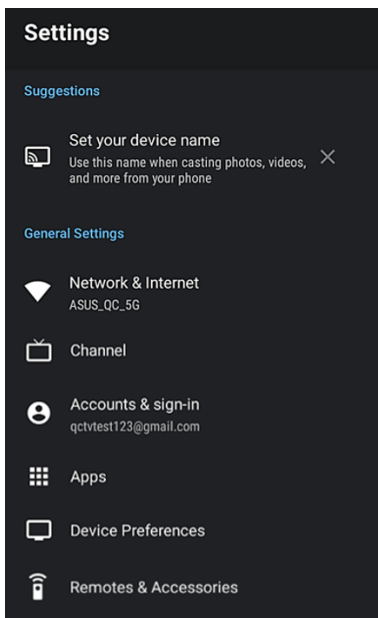 Settings
Suggestions
Set your device name
Use this name when casting photos, videos,
and more from your phone
General Settings
Network & Internet
ASUS_QC_5G
Channel
Accounts & sign-in
qctvtest123@gmail.com
Apps
Device Preferences
Remotes & Accessories